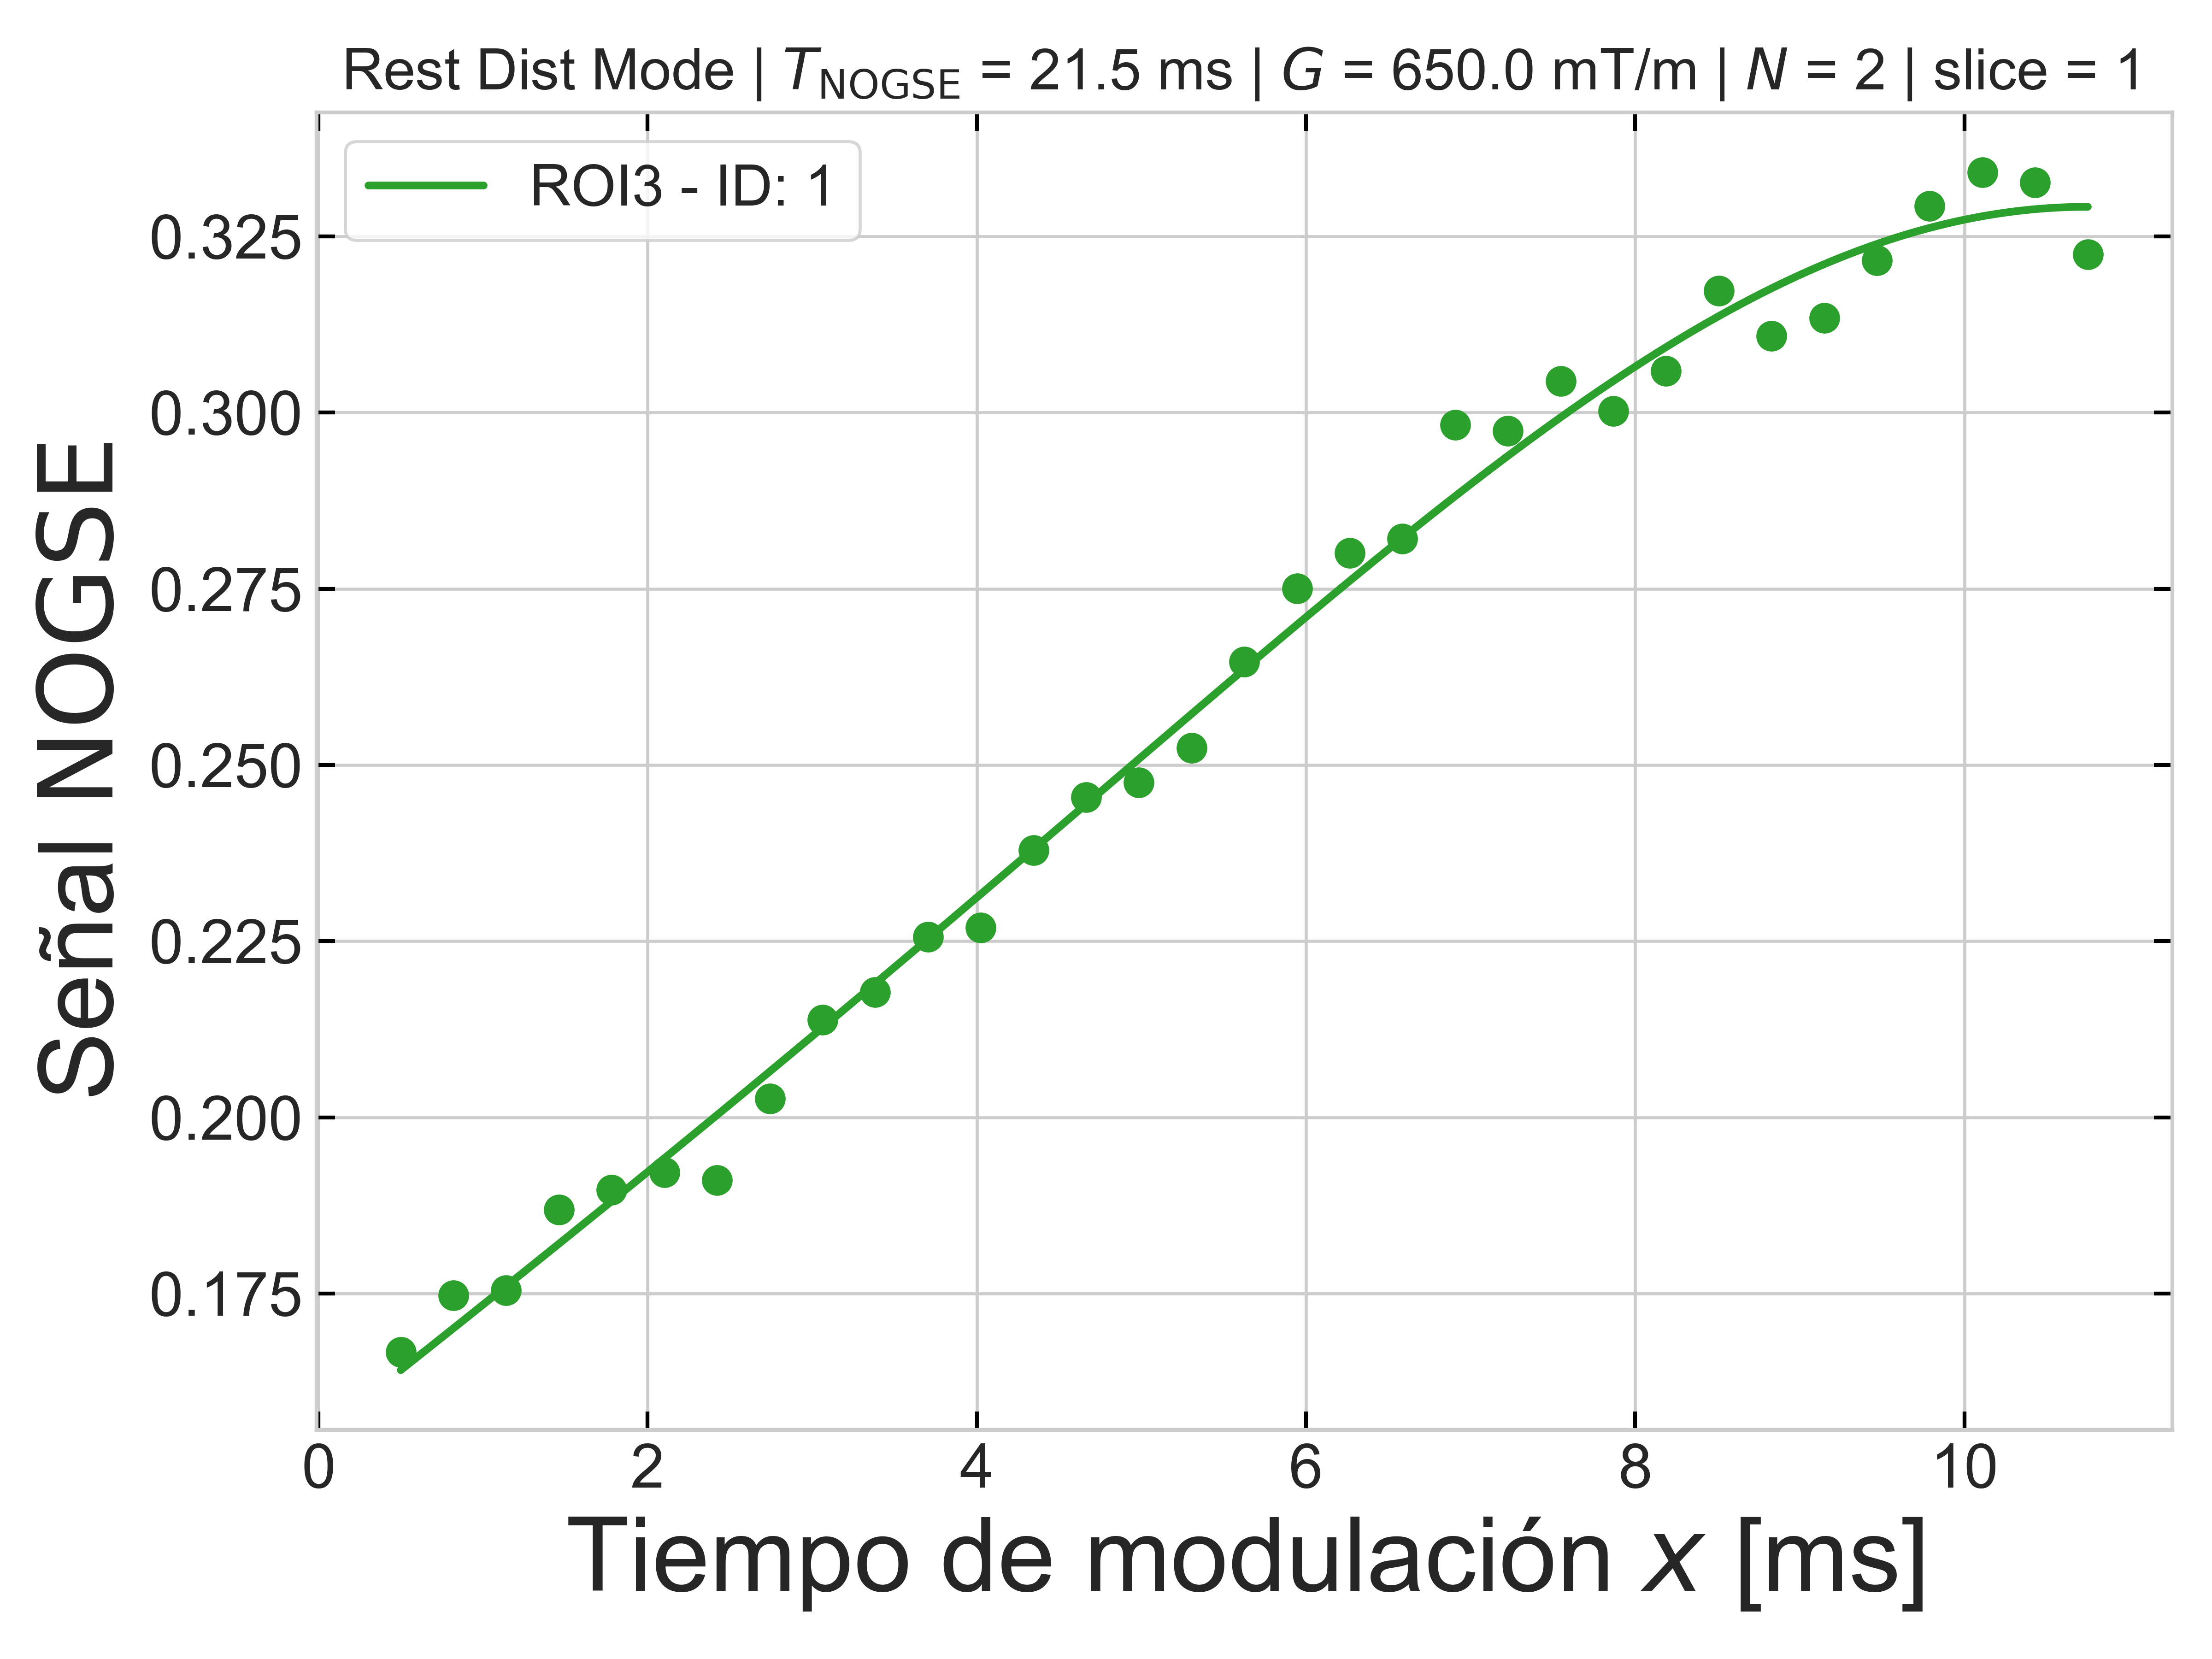 Rest Dist Mode | T_NOGSE = 21.5 ms | G = 650.0 mT/m | N = 2 | slice = 1
ROI3 - ID: 1
Señal NOGSE
0.325
0.300
0.275
0.250
0.225
0.200
0.175
0 2 4 6 8 10
Tiempo de modulación x [ms]